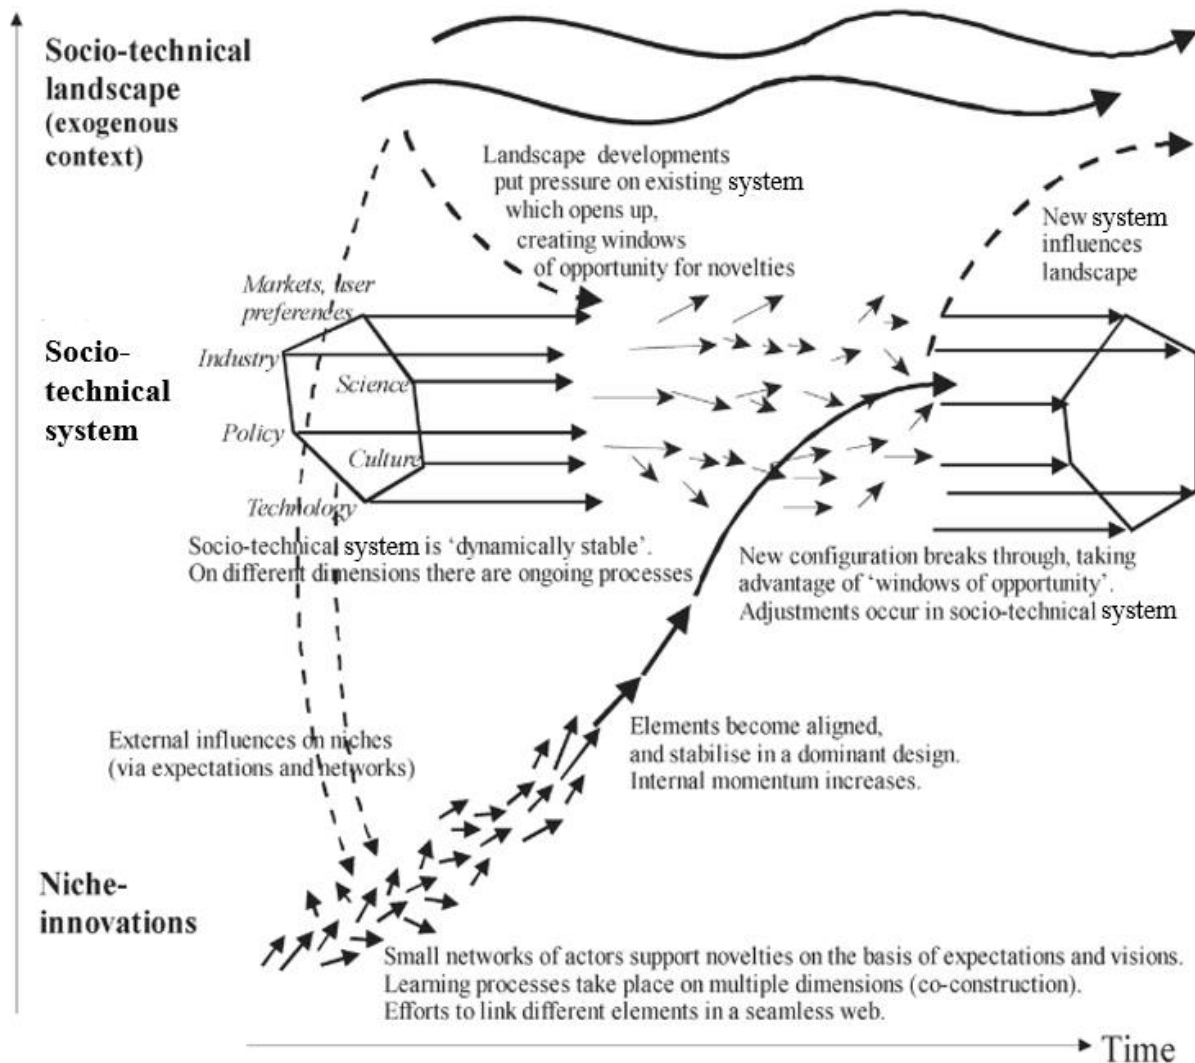 Socio-technical
landscape
(exogenous
context)
Landscape developments
put pressure on existing system
which opens up,
creating windows
of opportunity for novelties
New system
influences
landscape
Markets, user
preferences
Industry
Science
Policy
Culture
Technology
Socio-
technical
system
Socio-technical system is ‘dynamically stable’.
On different dimensions there are ongoing processes
New configuration breaks through, taking
advantage of ‘windows of opportunity’.
Adjustments occur in socio-technical system
External influences on niches
(via expectations and networks)
Elements become aligned,
and stabilise in a dominant design.
Internal momentum increases.
Niche-
innovations
Small networks of actors support novelties on the basis of expectations and visions.
Learning processes take place on multiple dimensions (co-construction).
Efforts to link different elements in a seamless web.
Time